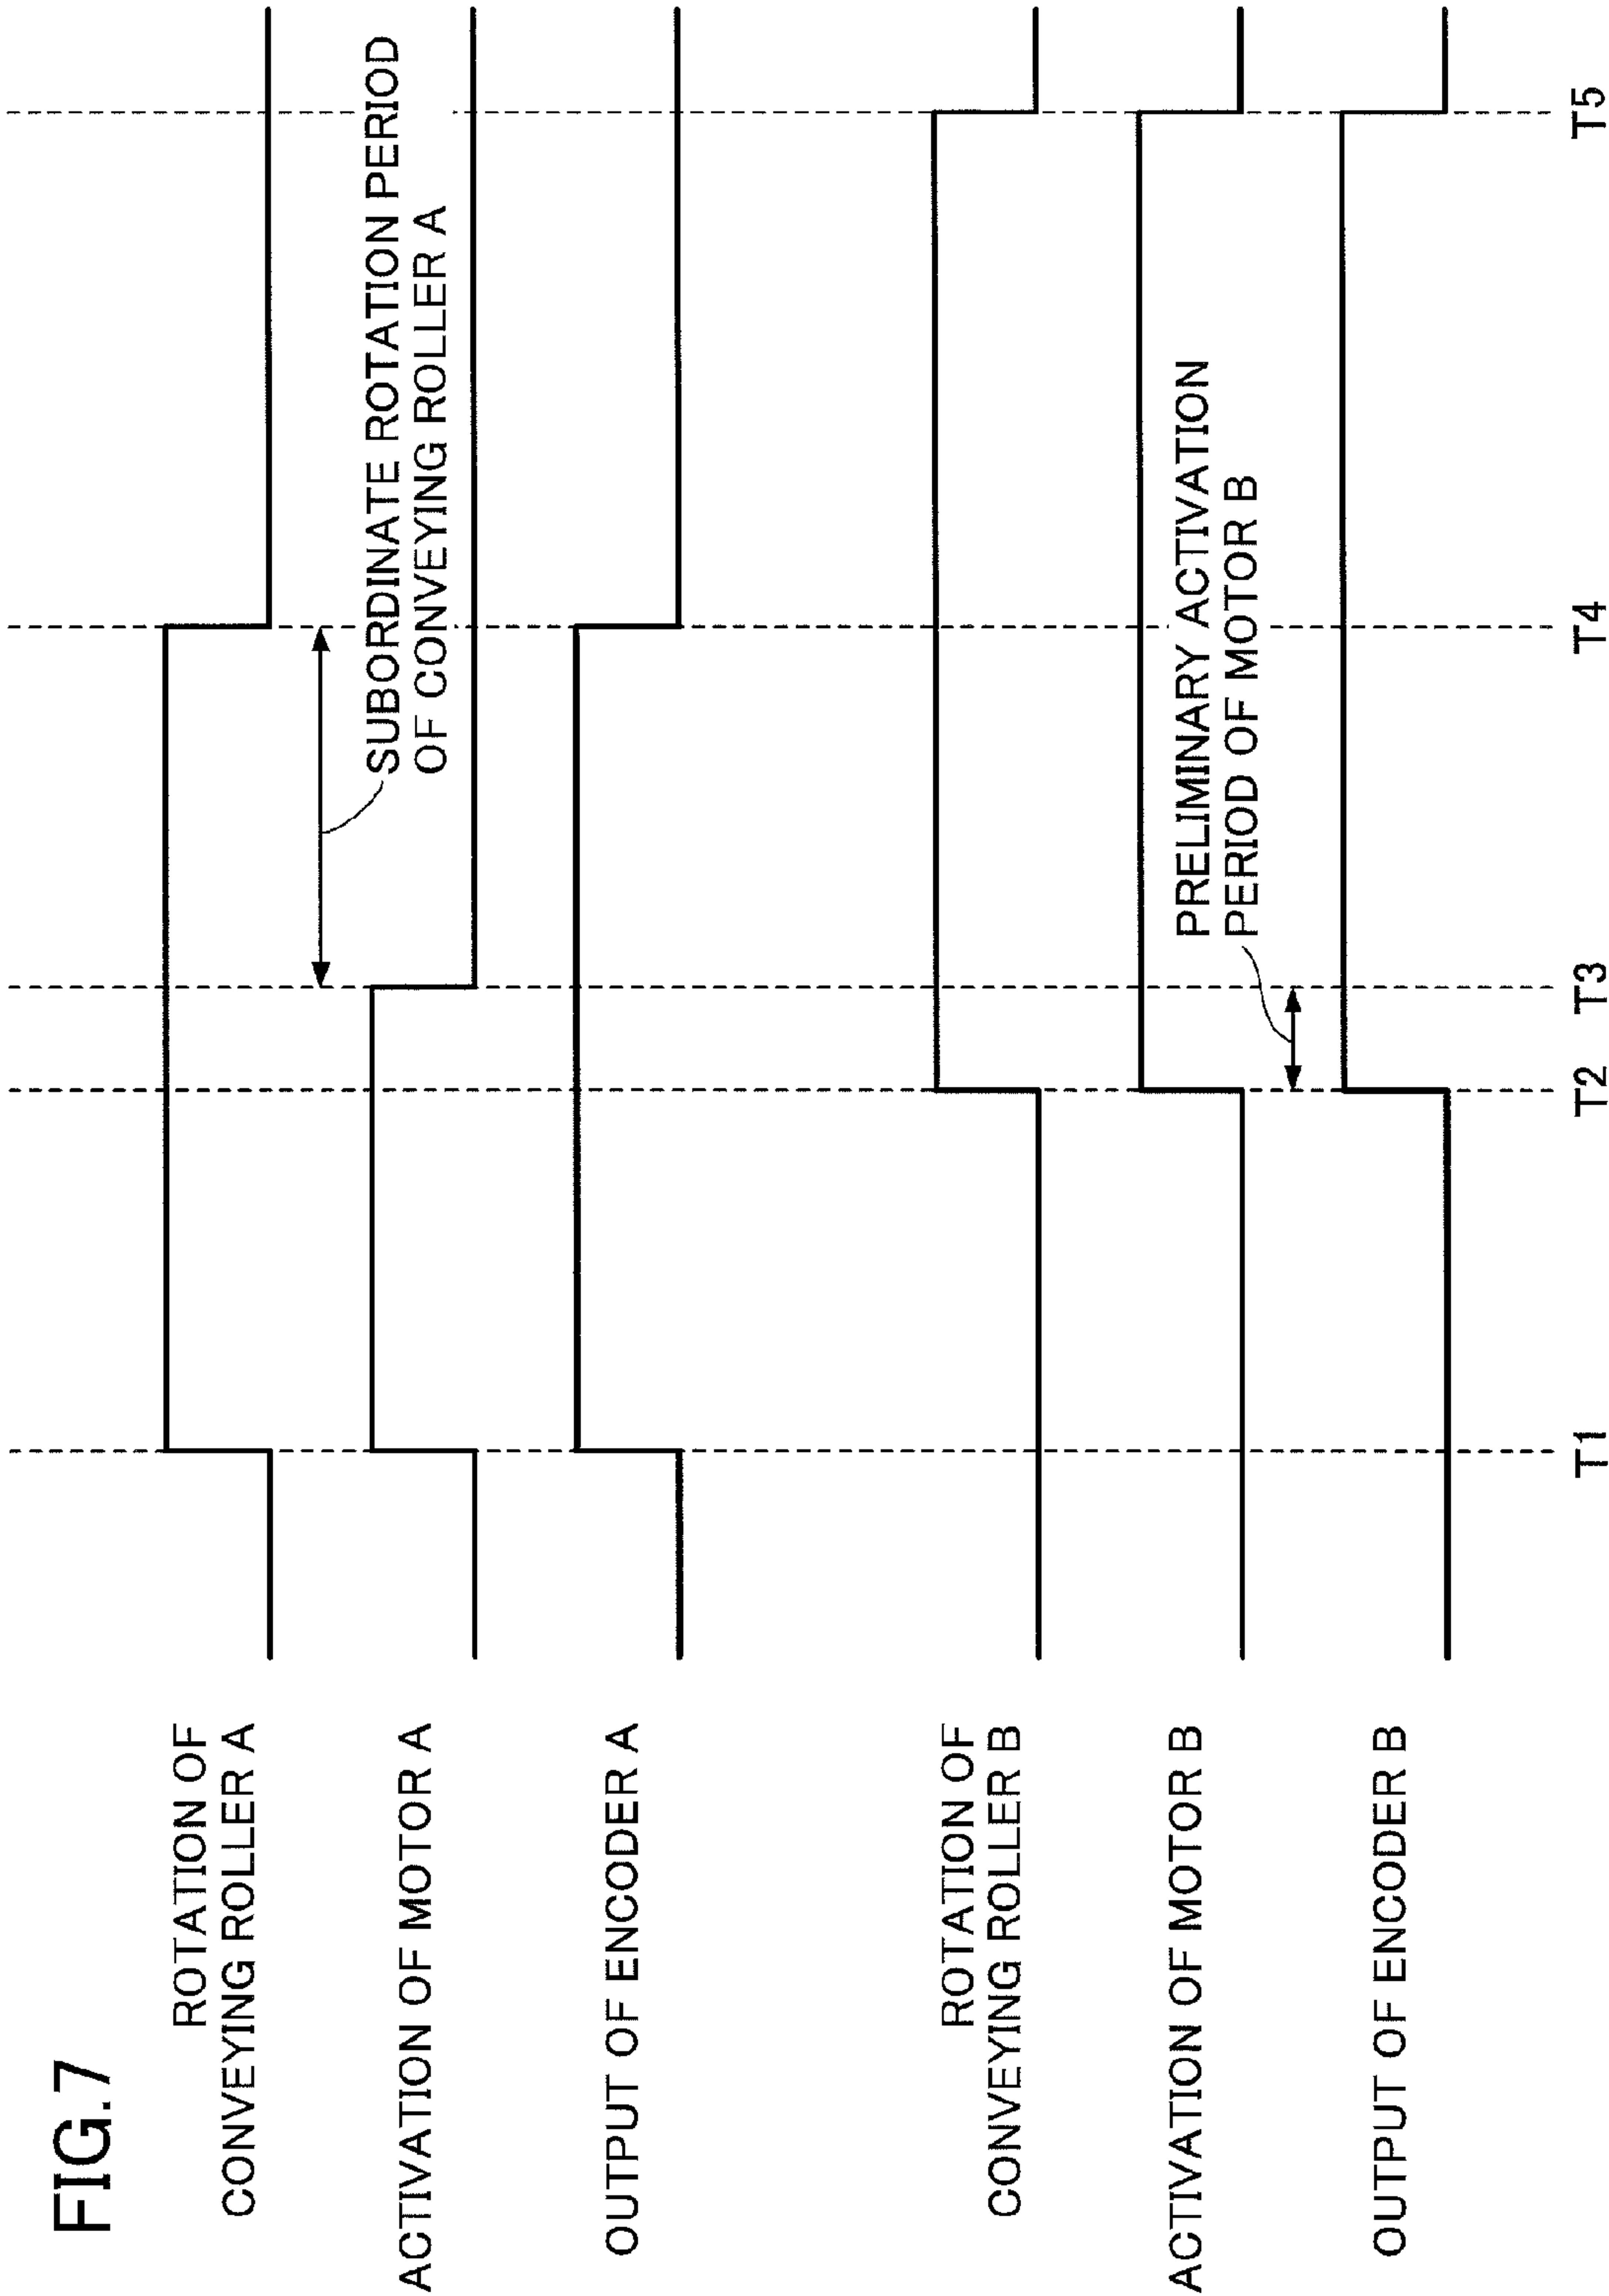 FIG.7
ROTATION OF
CONVEYING ROLLER A
SUBORDINATE ROTATION PERIOD
OF CONVEYING ROLLER A
ACTIVATION OF MOTOR A
OUTPUT OF ENCODER A
ROTATION OF
CONVEYING ROLLER B
ACTIVATION OF MOTOR B
PRELIMINARY ACTIVATION
PERIOD OF MOTOR B
OUTPUT OF ENCODER B
T1 T2 T3 T4 T5